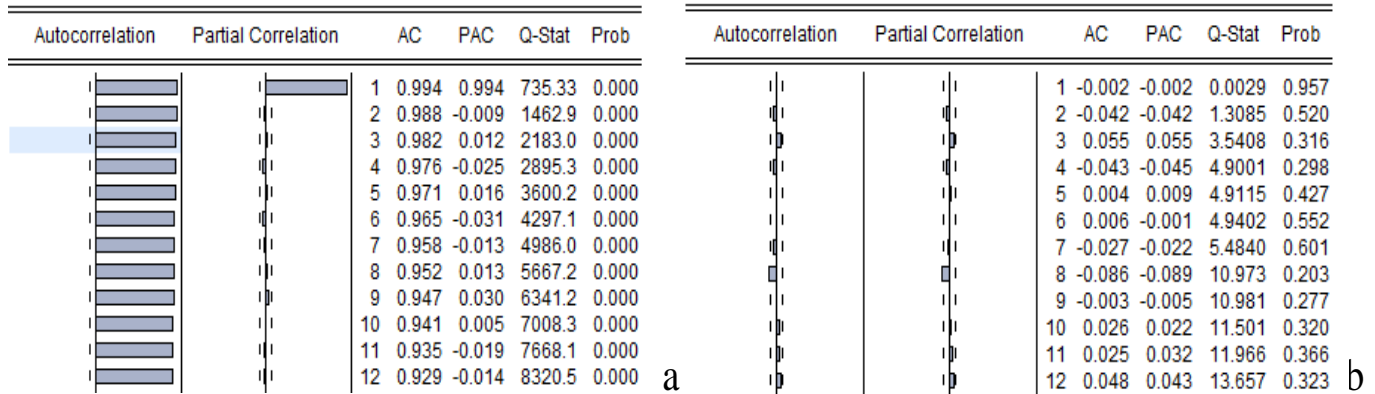 Autocorrelation Partial Correlation AC PAC Q-Stat Prob
1 0.994 0.994 735.33 0.000
2 0.988 -0.009 1462.9 0.000
3 0.982 0.012 2183.0 0.000
4 0.976 -0.025 2895.3 0.000
5 0.971 0.016 3600.2 0.000
6 0.965 -0.031 4297.1 0.000
7 0.958 -0.013 4986.0 0.000
8 0.952 0.013 5667.2 0.000
9 0.947 0.030 6341.2 0.000
10 0.941 0.005 7008.3 0.000
11 0.935 -0.019 7668.1 0.000
12 0.929 -0.014 8320.5 0.000
a
Autocorrelation Partial Correlation AC PAC Q-Stat Prob
1 -0.002 -0.002 0.0029 0.957
2 -0.042 -0.042 1.3085 0.520
3 0.055 0.055 3.5408 0.316
4 -0.043 -0.045 4.9001 0.298
5 0.004 0.009 4.9115 0.427
6 0.006 -0.001 4.9402 0.552
7 -0.027 -0.022 5.4840 0.601
8 -0.086 -0.089 10.973 0.203
9 -0.003 -0.005 10.981 0.277
10 0.026 0.022 11.501 0.320
11 0.025 0.032 11.966 0.366
12 0.048 0.043 13.657 0.323
b